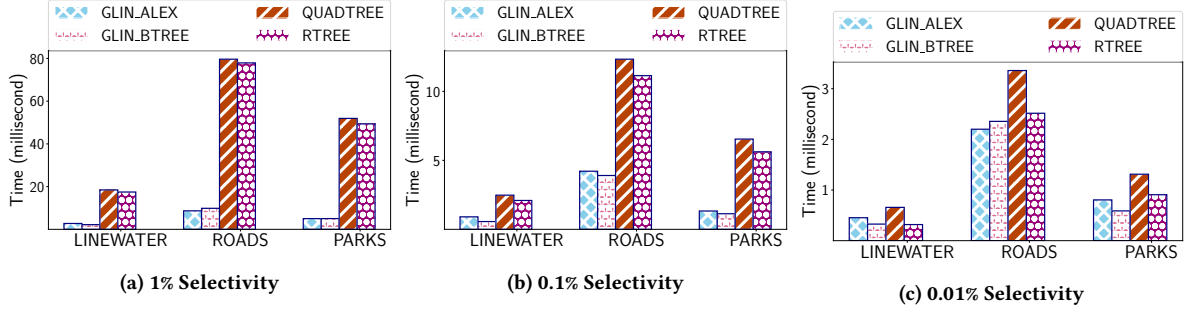 GLIN_ALEX QUADTREE
GLIN_BTREE RTREE
80
60
40
20
Time (millisecond)
LINEWATER ROADS PARKS
(a) 1% Selectivity
GLIN_ALEX QUADTREE
GLIN_BTREE RTREE
10
5
Time (millisecond)
LINEWATER ROADS PARKS
(b) 0.1% Selectivity
GLIN_ALEX QUADTREE
GLIN_BTREE RTREE
3
2
1
Time (millisecond)
LINEWATER ROADS PARKS
(c) 0.01% Selectivity